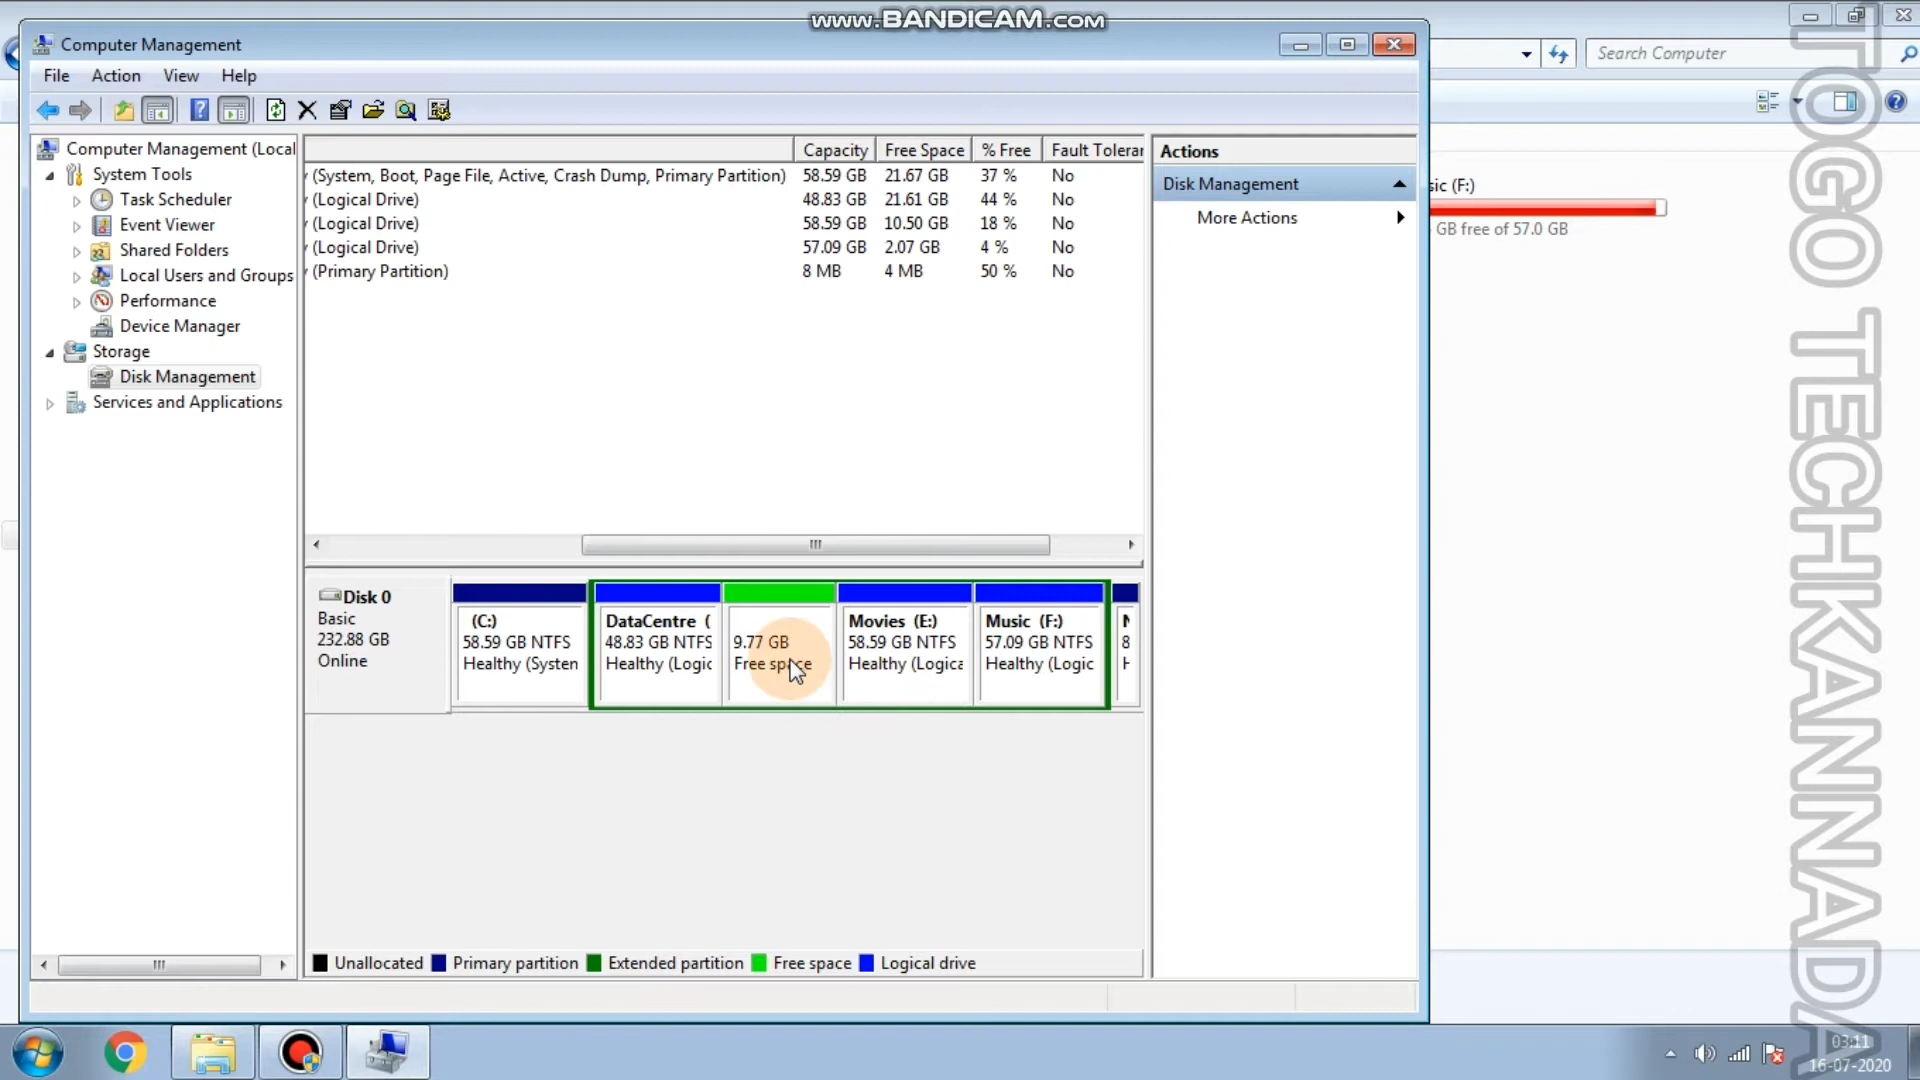 www.BANDICAM.com
Computer Management
File Action View Help
Search Computer
Computer Management (Local
System Tools
Task Scheduler
Event Viewer
Shared Folders
Local Users and Groups
Performance
Device Manager
Storage
Disk Management
Services and Applications
Capacity Free Space % Free Fault Toleran
(System, Boot, Page File, Active, Crash Dump, Primary Partition) 58.59 GB 21.67 GB 37 % No
(Logical Drive) 48.83 GB 21.61 GB 44 % No
(Logical Drive) 58.59 GB 10.50 GB 18 % No
(Logical Drive) 57.09 GB 2.07 GB 4 % No
(Primary Partition) 8 MB 4 MB 50 % No
Actions
Disk Management
More Actions
sic (F:)
GB free of 57.0 GB
Disk 0
Basic
232.88 GB
Online
(C:)
58.59 GB NTFS
Healthy (Systen
DataCentre (
48.83 GB NTFS
Healthy (Logic
9.77 GB
Free space
Movies (E:)
58.59 GB NTFS
Healthy (Logica
Music (F:)
57.09 GB NTFS
Healthy (Logic
8
Unallocated Primary partition Extended partition Free space Logical drive
03:11
16-07-2020
TOGO TECHKANNADA